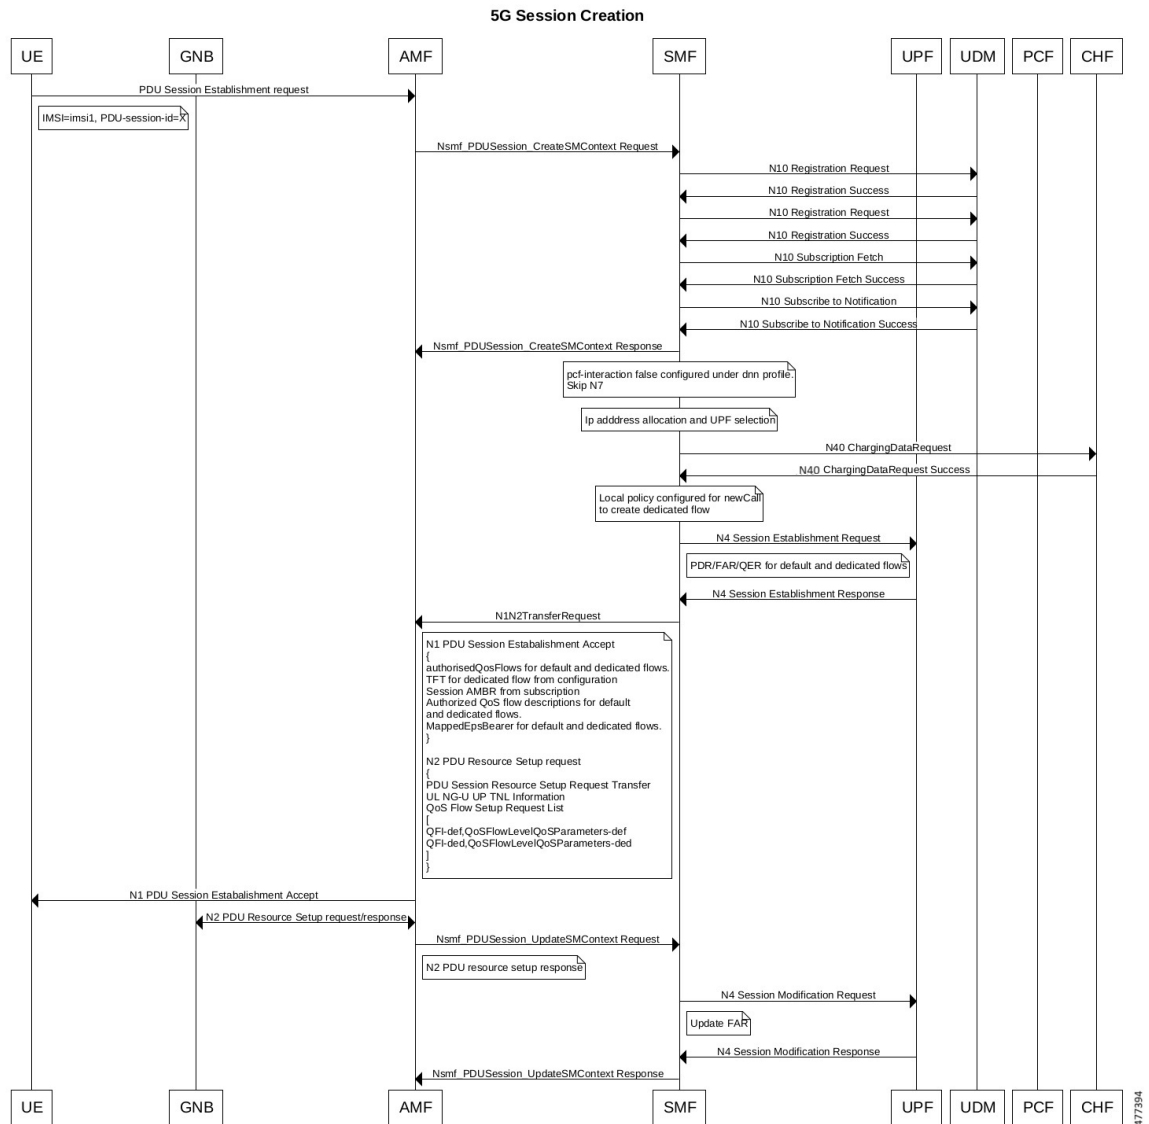 5G Session Creation
UE GNB AMF SMF UPF UDM PCF CHF
PDU Session Establishment request
IMSI=imsi1, PDU-session-id=X
Nsmf_PDUSession_CreateSMContext Request
N10 Registration Request
N10 Registration Success
N10 Registration Request
N10 Registration Success
N10 Subscription Fetch
N10 Subscription Fetch Success
N10 Subscribe to Notification
N10 Subscribe to Notification Success
Nsmf_PDUSession_CreateSMContext Response
pcf-interaction false configured under dnn profile.
Skip N7
Ip adddress allocation and UPF selection
N40 ChargingDataRequest
N40 ChargingDataRequest Success
Local policy configured for newCall
to create dedicated flow
N4 Session Establishment Request
PDR/FAR/QER for default and dedicated flows
N4 Session Establishment Response
N1N2TransferRequest
N1 PDU Session Estabalishment Accept
{
authorisedQosFlows for default and dedicated flows.
TFT for dedicated flow from configuration
Session AMBR from subscription
Authorized QoS flow descriptions for default
and dedicated flows.
MappedEpsBearer for default and dedicated flows.
}
N2 PDU Resource Setup request
{
PDU Session Resource Setup Request Transfer
UL NG-U UP TNL Information
QoS Flow Setup Request List
[
QFI-def,QoSFlowLevelQoSParameters-def
QFI-ded,QoSFlowLevelQoSParameters-ded
]
}
N1 PDU Session Estabalishment Accept
N2 PDU Resource Setup request/response
Nsmf_PDUSession_UpdateSMContext Request
N2 PDU resource setup response
N4 Session Modification Request
Update FAR
N4 Session Modification Response
Nsmf_PDUSession_UpdateSMContext Response
UE GNB AMF SMF UPF UDM PCF CHF
477394